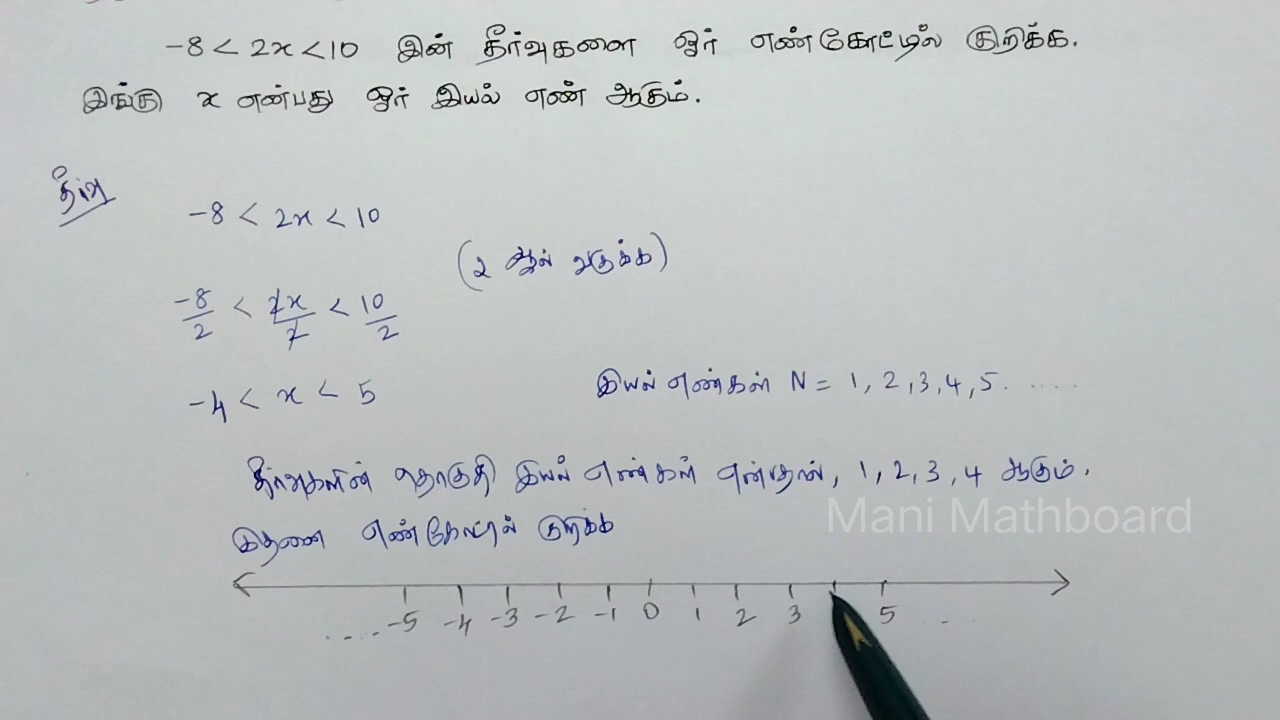 -8 < 2x < 10 இன் தீர்வுகளை ஓர் எண்கோட்டில் குறிக்க.
இங்கு x என்பது ஓர் இயல் எண் ஆகும்.
தீர்வு
-8 < 2x < 10
(2 ஆல் வகுக்க)
-8/2 < 2x/2 < 10/2
-4 < x < 5
இயல் எண்கள் N = 1, 2, 3, 4, 5. .....
தீர்வுகளின் தொகுதி இயல் எண்கள் என்பதால், 1, 2, 3, 4 ஆகும்.
Mani Mathboard
இதனை எண்கோட்டில் குறிக்க
.... -5 -4 -3 -2 -1 0 1 2 3 5 ..